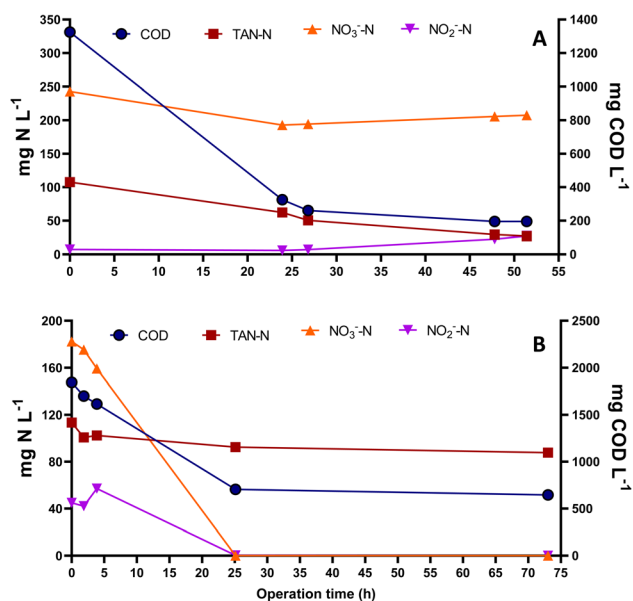 COD TAN-N NO₃⁻-N NO₂⁻-N
A
350 300 250 200 150 100 50 0
mg N L⁻¹
1400 1200 1000 800 600 400 200 0
mg COD L⁻¹
0 5 10 15 20 25 30 35 40 45 50 55
COD TAN-N NO₃⁻-N NO₂⁻-N
B
200 160 120 80 40 0
mg N L⁻¹
2500 2000 1500 1000 500 0
mg COD L⁻¹
0 5 10 15 20 25 30 35 40 45 50 55 60 65 70 75
Operation time (h)